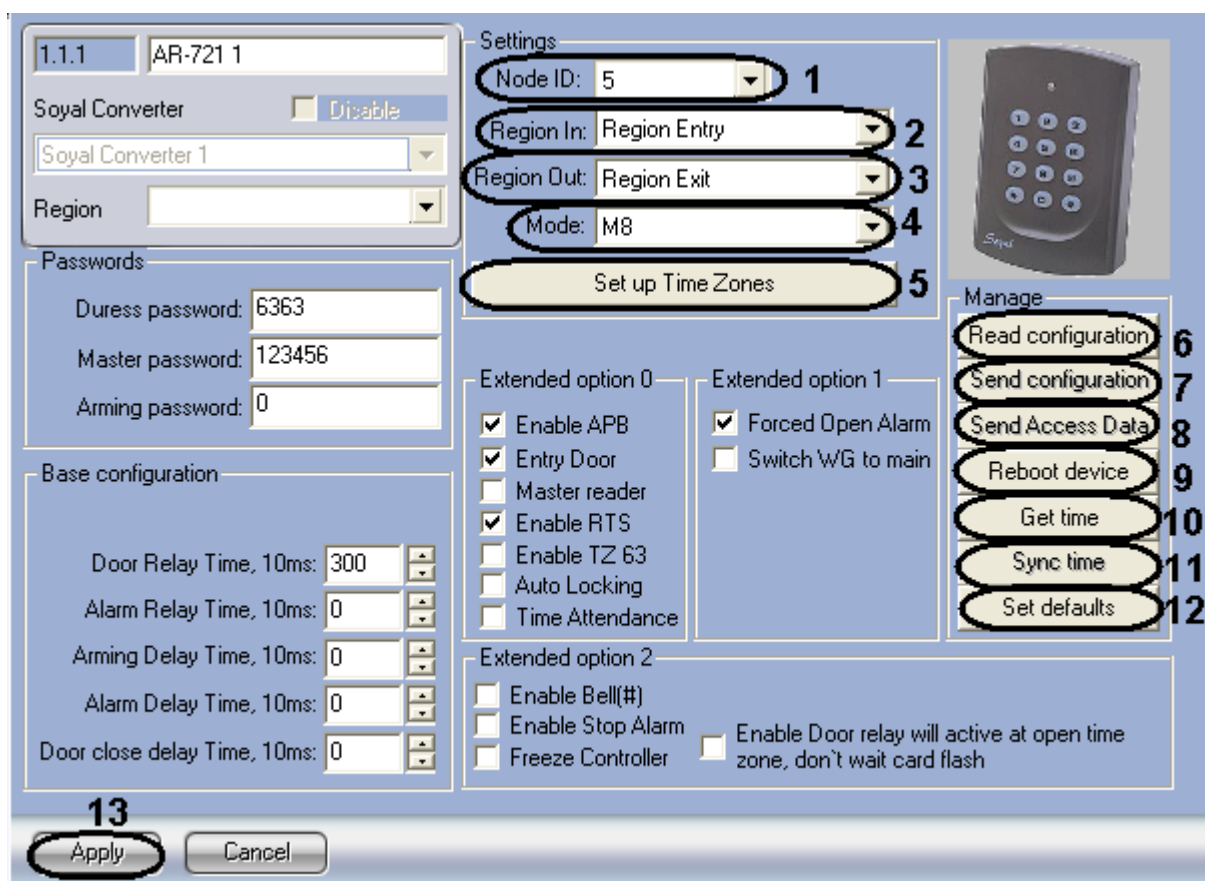 1.1.1 AR-721 1
Soyal Converter Disable
Soyal Converter 1
Region
Passwords
Duress password: 6363
Master password: 123456
Arming password: 0
Base configuration
Door Relay Time, 10ms: 300
Alarm Relay Time, 10ms: 0
Arming Delay Time, 10ms: 0
Alarm Delay Time, 10ms: 0
Door close delay Time, 10ms: 0
Settings
Node ID: 5 1
Region In: Region Entry 2
Region Out: Region Exit 3
Mode: M8 4
Set up Time Zones 5
Extended option 0
Enable APB
Entry Door
Master reader
Enable RTS
Enable TZ 63
Auto Locking
Time Attendance
Extended option 1
Forced Open Alarm
Switch WG to main
Extended option 2
Enable Bell(#)
Enable Stop Alarm
Freeze Controller
Enable Door relay will active at open time
zone, don`t wait card flash
Soyal
Manage
Read configuration 6
Send configuration 7
Send Access Data 8
Reboot device 9
Get time 10
Sync time 11
Set defaults 12
13
Apply Cancel